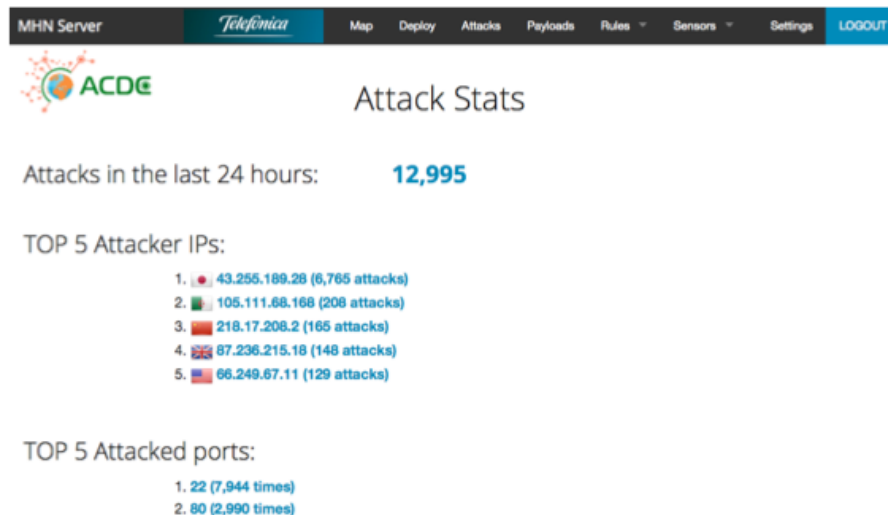 MHN Server Telefónica Map Deploy Attacks Payloads Rules Sensors Settings LOGOUT
ACDC
Attack Stats
Attacks in the last 24 hours: 12,995
TOP 5 Attacker IPs:
1. 43.255.189.28 (6,765 attacks)
2. 105.111.68.168 (208 attacks)
3. 218.17.208.2 (165 attacks)
4. 87.236.215.18 (148 attacks)
5. 66.249.67.11 (129 attacks)
TOP 5 Attacked ports:
1. 22 (7,944 times)
2. 80 (2,990 times)